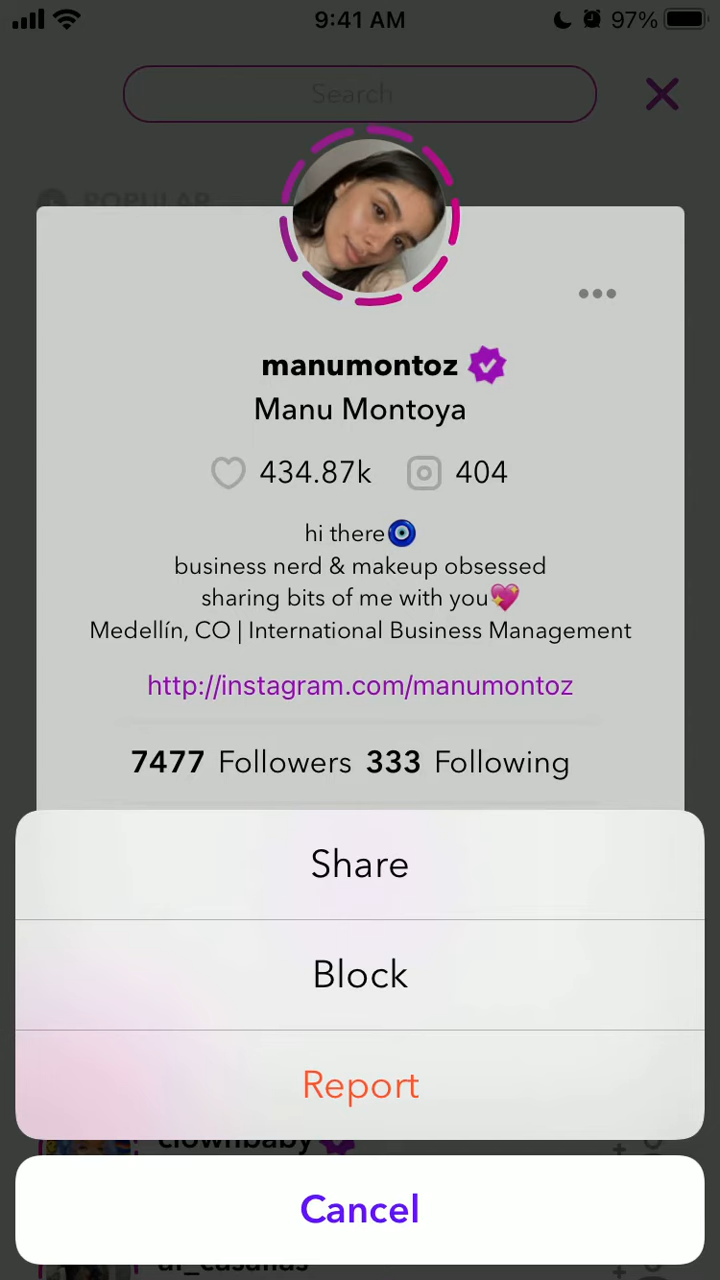 9:41 AM
97%
Search
POPULAR
manumontoz
Manu Montoya
434.87k 404
hi there
business nerd & makeup obsessed
sharing bits of me with you
Medellín, CO | International Business Management
http://instagram.com/manumontoz
7477 Followers 333 Following
Share
Block
Report
clownbaby
Cancel